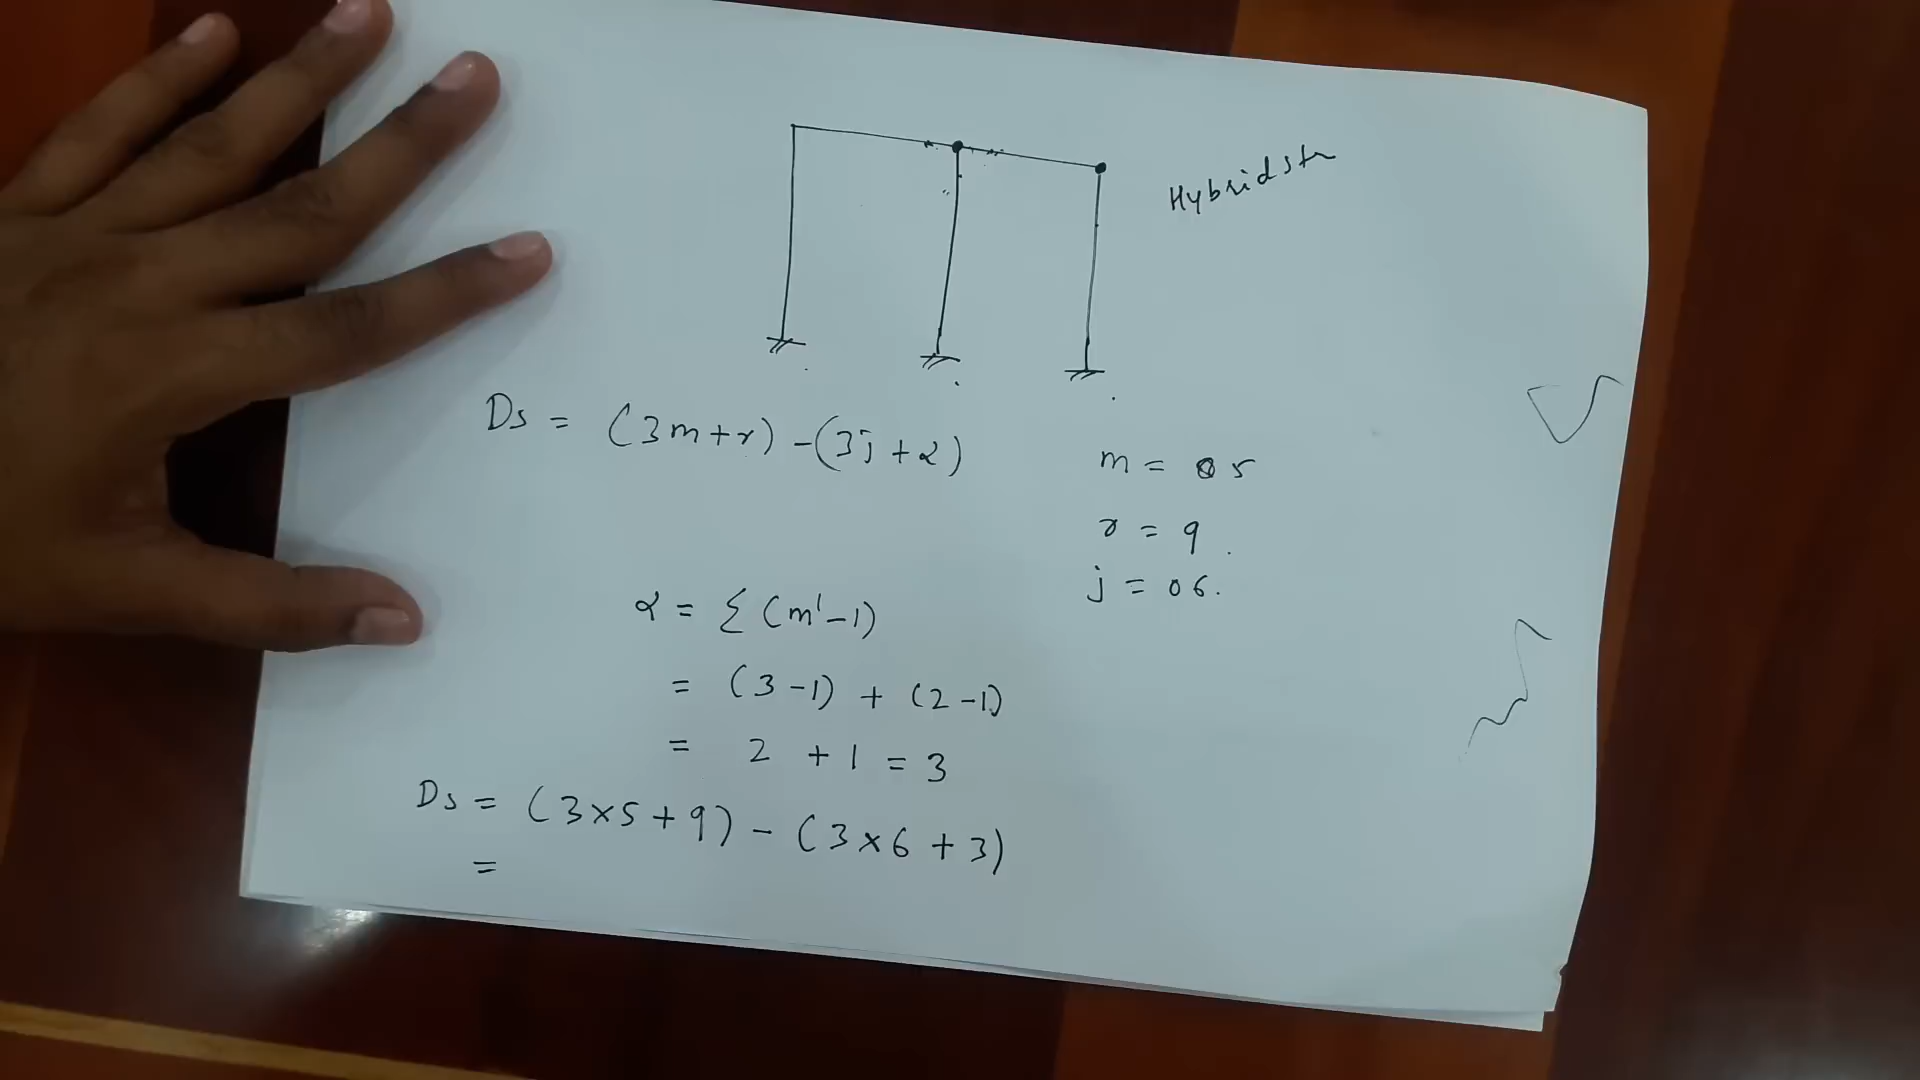 Hybrid str
Ds = (3m+r) -(3j +α)
m = 05
r = 9.
j = 06.
α = Σ (m'-1)
= (3-1) + (2-1)
= 2 + 1 = 3
Ds = (3×5+9) - (3×6+3)
=